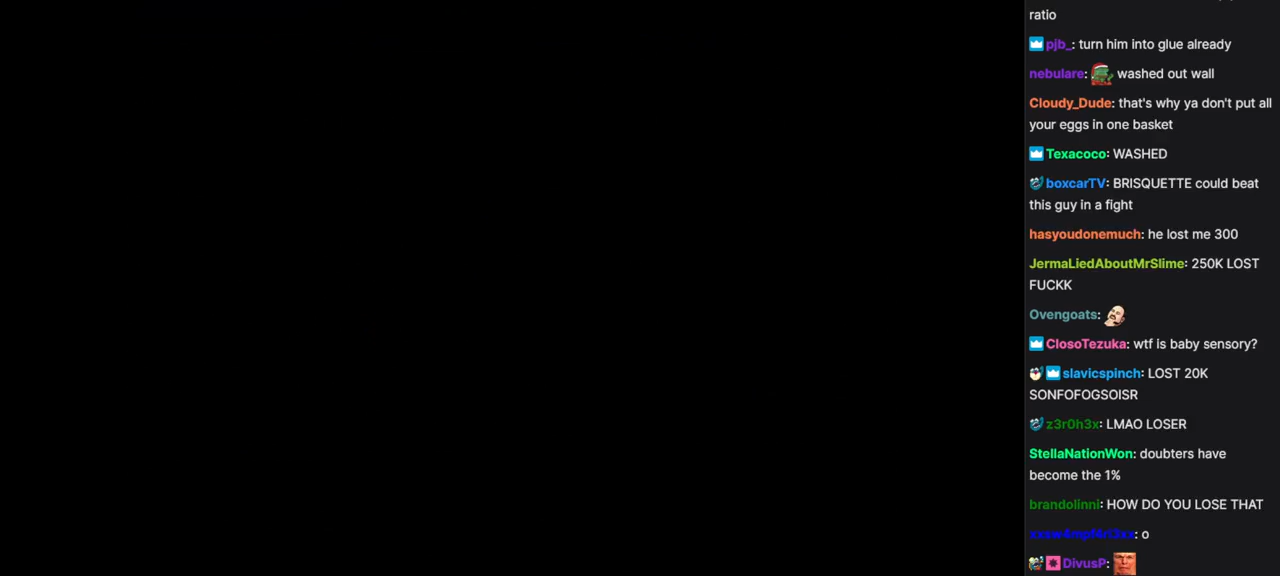 ratio
pjb_: turn him into glue already
nebulare: washed out wall
Cloudy_Dude: that's why ya don't put all
your eggs in one basket
Texacoco: WASHED
boxcarTV: BRISQUETTE could beat
this guy in a fight
hasyoudonemuch: he lost me 300
JermaLiedAboutMrSlime: 250K LOST
FUCKK
Ovengoats:
ClosoTezuka: wtf is baby sensory?
slavicspinch: LOST 20K
SONFOFOGSOISR
z3r0h3x: LMAO LOSER
StellaNationWon: doubters have
become the 1%
brandolinni: HOW DO YOU LOSE THAT
: o
DivusP: